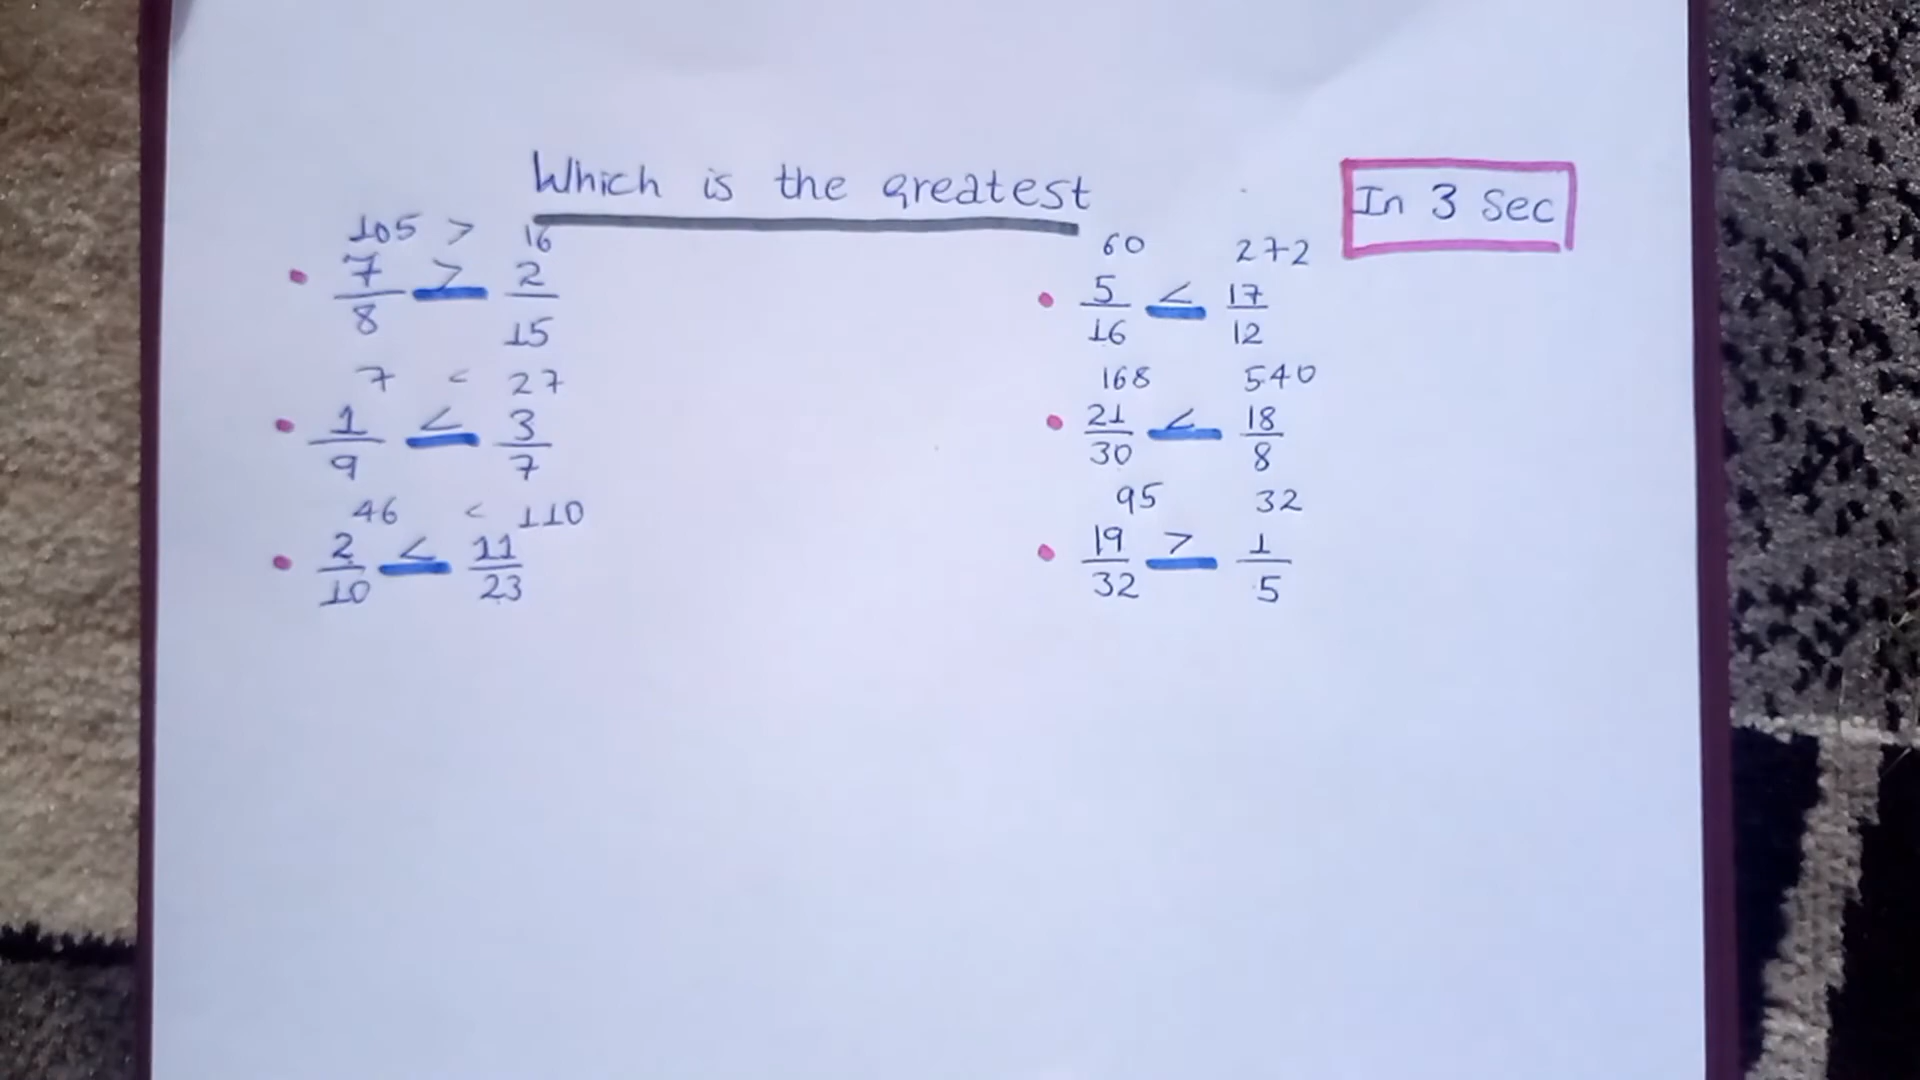 Which is the greatest
In 3 Sec
105 > 16
7/8 > 2/15
7 < 27
1/9 < 3/7
46 < 110
2/10 < 11/23
60 272
5/16 < 17/12
168 540
21/30 < 18/8
95 32
19/32 > 1/5